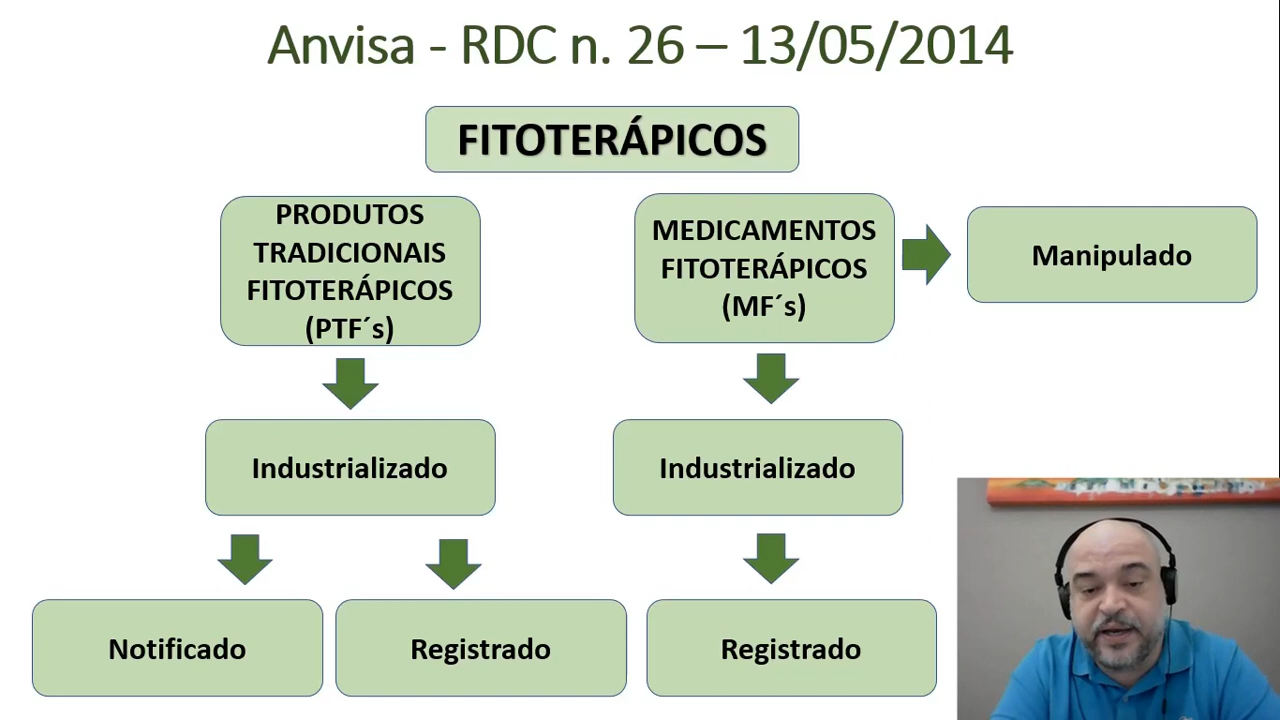 Anvisa - RDC n. 26 – 13/05/2014
FITOTERÁPICOS
PRODUTOS
TRADICIONAIS
FITOTERÁPICOS
(PTF´s)
MEDICAMENTOS
FITOTERÁPICOS
(MF´s)
Manipulado
Industrializado
Industrializado
Notificado
Registrado
Registrado